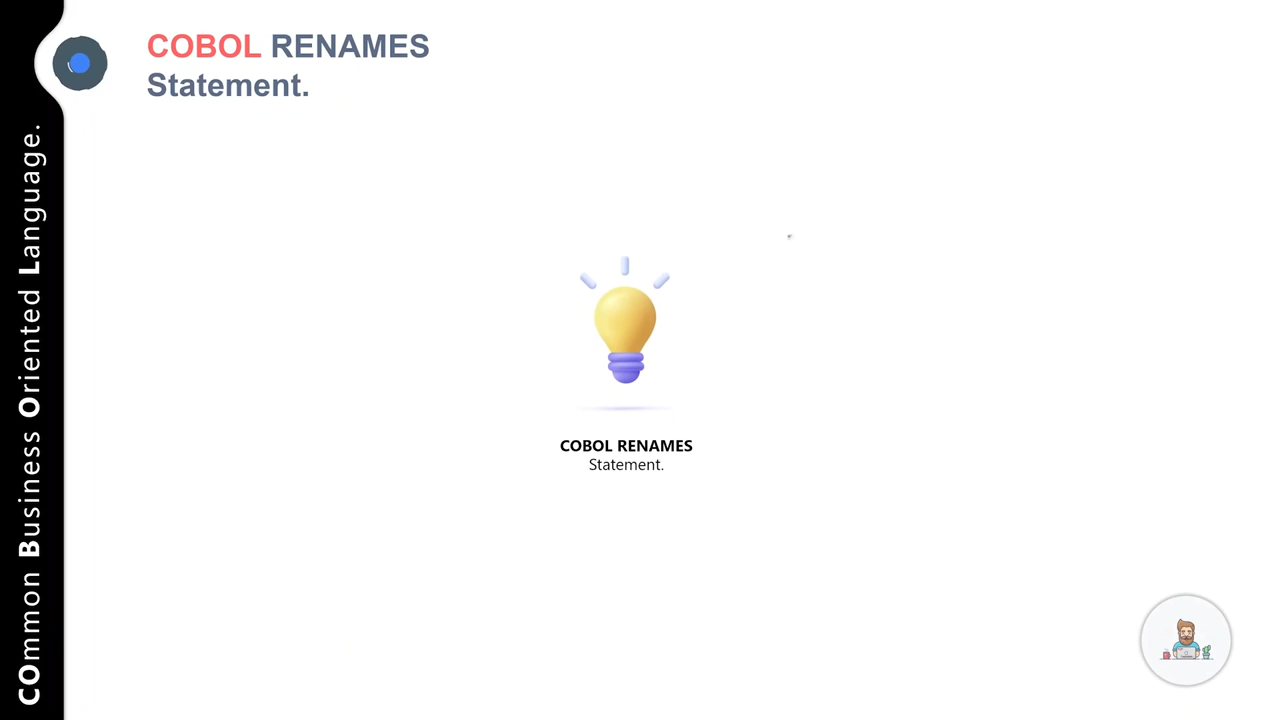 COBOL RENAMES
Statement.
COmmon Business Oriented Language.
COBOL RENAMES
Statement.